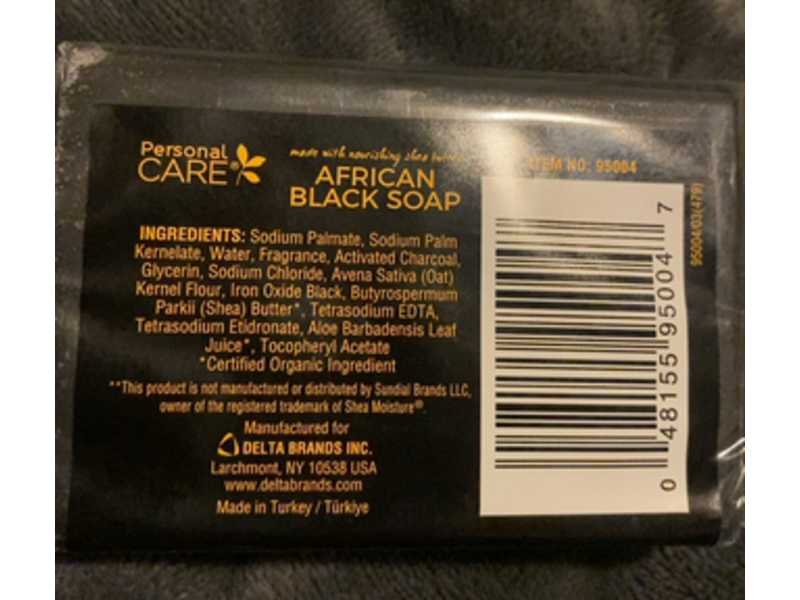 Personal
CARE®
made with nourishing shea butter
AFRICAN
BLACK SOAP
INGREDIENTS: Sodium Palmate, Sodium Palm
Kernelate, Water, Fragrance, Activated Charcoal,
Glycerin, Sodium Chloride, Avena Sativa (Oat)
Kernel Flour, Iron Oxide Black, Butyrospermum
Parkii (Shea) Butter*, Tetrasodium EDTA,
Tetrasodium Etidronate, Aloe Barbadensis Leaf
Juice*, Tocopheryl Acetate
*Certified Organic Ingredient
**This product is not manufactured or distributed by Sundial Brands LLC,
owner of the registered trademark of Shea Moisture®.
Manufactured for
DELTA BRANDS INC.
Larchmont, NY 10538 USA
www.deltabrands.com
Made in Turkey / Türkiye
ITEM NO: 95004
0 48155 95004 7
95004/03(479)